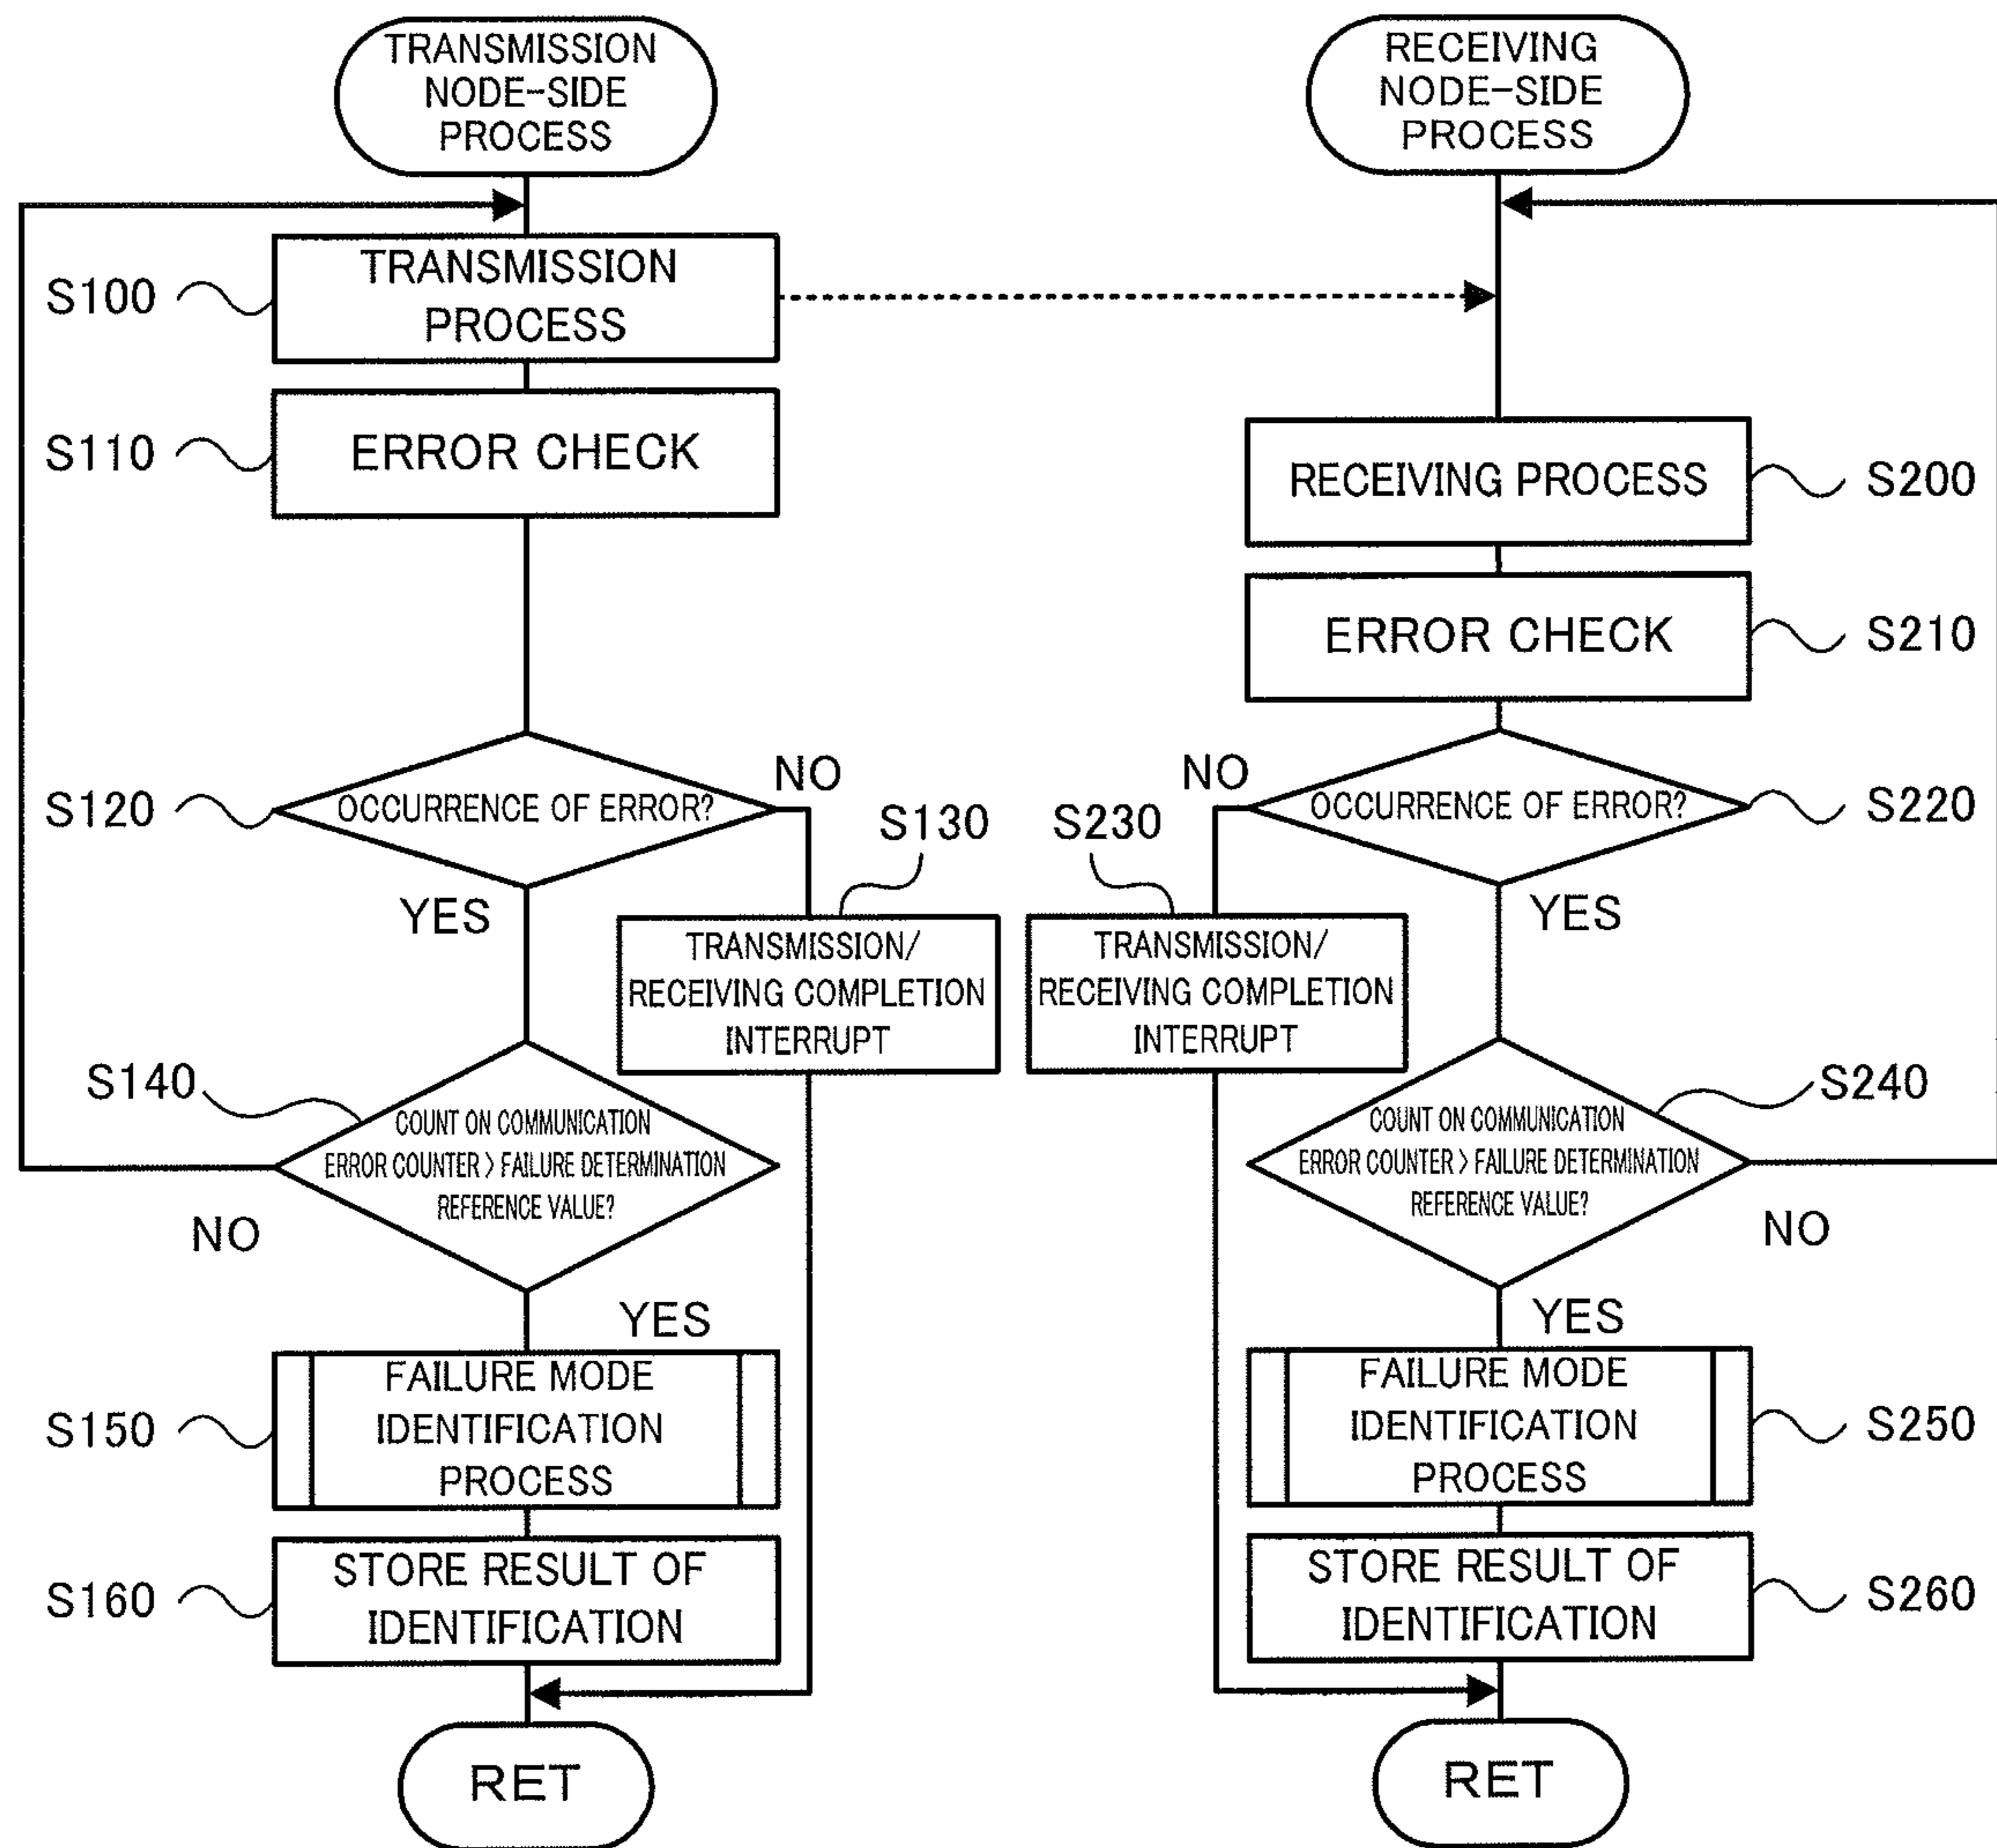 TRANSMISSION
NODE-SIDE
PROCESS
S100
TRANSMISSION
PROCESS
S110
ERROR CHECK
S120
OCCURRENCE OF ERROR?
NO
YES
S130
TRANSMISSION/
RECEIVING COMPLETION
INTERRUPT
S140
COUNT ON COMMUNICATION
ERROR COUNTER > FAILURE DETERMINATION
REFERENCE VALUE?
NO
YES
S150
FAILURE MODE
IDENTIFICATION
PROCESS
S160
STORE RESULT OF
IDENTIFICATION
RET
RECEIVING
NODE-SIDE
PROCESS
RECEIVING PROCESS
S200
ERROR CHECK
S210
NO
OCCURRENCE OF ERROR?
S220
S230
YES
TRANSMISSION/
RECEIVING COMPLETION
INTERRUPT
S240
COUNT ON COMMUNICATION
ERROR COUNTER > FAILURE DETERMINATION
REFERENCE VALUE?
NO
YES
FAILURE MODE
IDENTIFICATION
PROCESS
S250
STORE RESULT OF
IDENTIFICATION
S260
RET